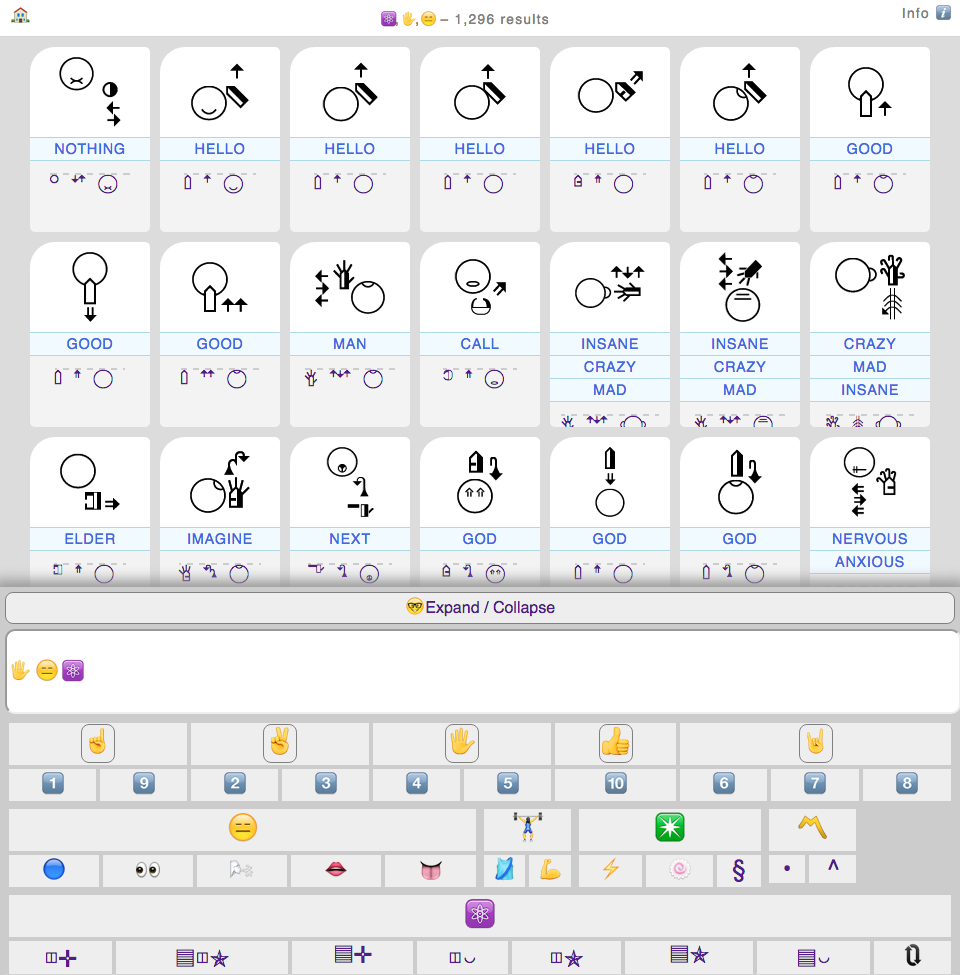 ⚛️,🖐,😑 – 1,296 results
Info ℹ️
NOTHING HELLO HELLO HELLO HELLO HELLO GOOD
GOOD GOOD MAN CALL INSANE INSANE CRAZY
CRAZY CRAZY MAD
MAD MAD INSANE
ELDER IMAGINE NEXT GOD GOD GOD NERVOUS
ANXIOUS
🤓Expand / Collapse
🖐😑⚛️
1 9 2 3 4 5 10 6 7 8
§ • ^